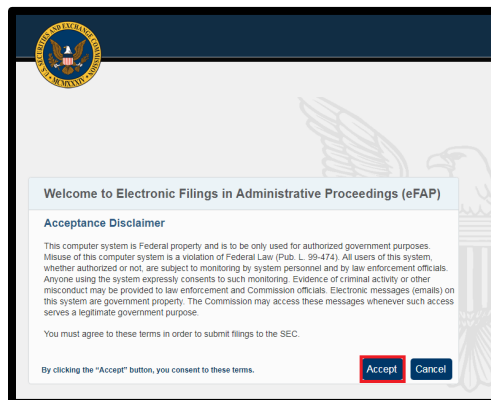 U.S. SECURITIES AND EXCHANGE COMMISSION
MCMXXXIV
Welcome to Electronic Filings in Administrative Proceedings (eFAP)
Acceptance Disclaimer
This computer system is Federal property and is to be only used for authorized government purposes.
Misuse of this computer system is a violation of Federal Law (Pub. L. 99-474). All users of this system,
whether authorized or not, are subject to monitoring by system personnel and by law enforcement officials.
Anyone using the system expressly consents to such monitoring. Evidence of criminal activity or other
misconduct may be provided to law enforcement and Commission officials. Electronic messages (emails) on
this system are government property. The Commission may access these messages whenever such access
serves a legitimate government purpose.
You must agree to these terms in order to submit filings to the SEC.
By clicking the “Accept” button, you consent to these terms.
Accept Cancel